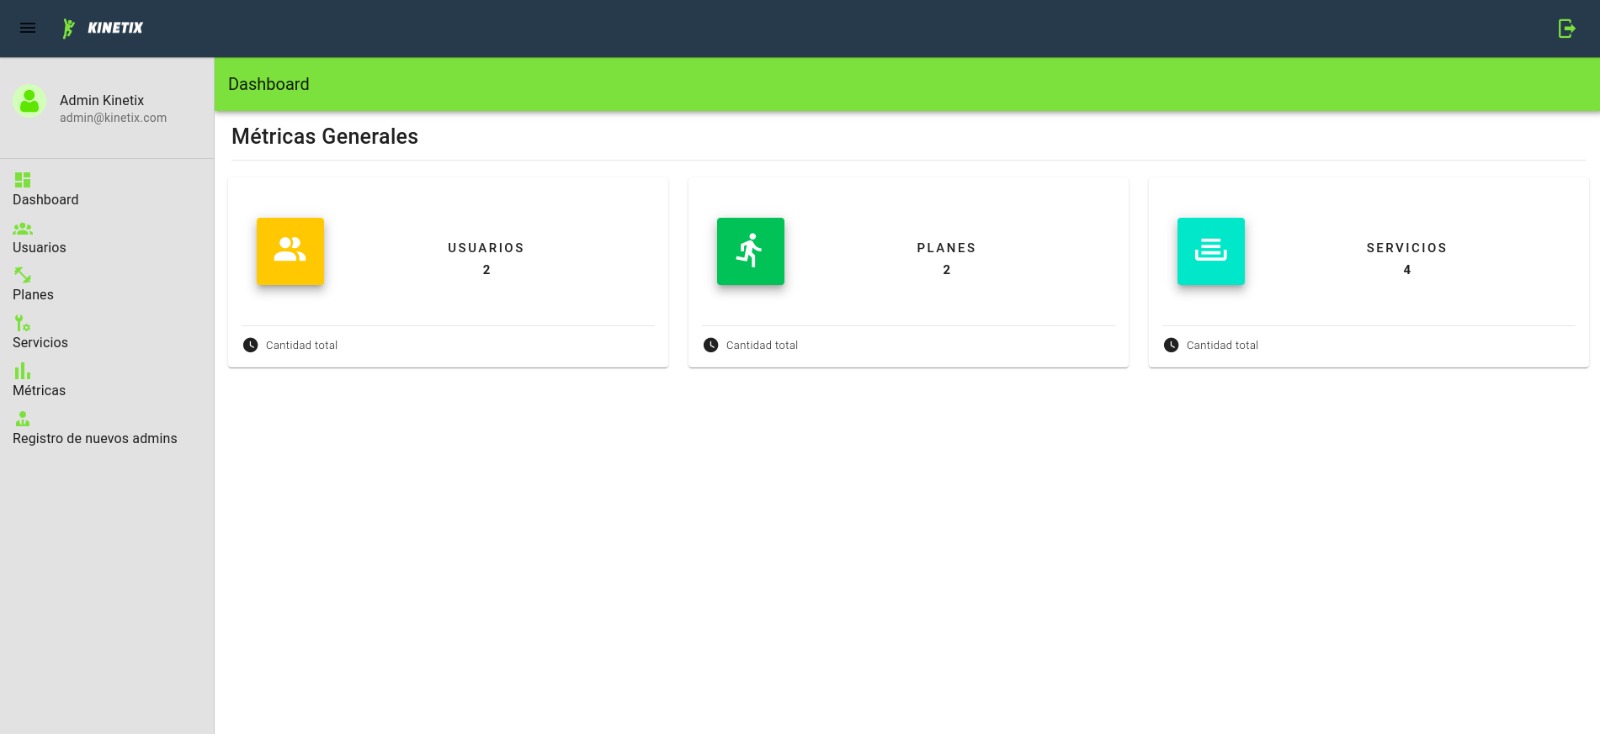 KINETIX
Dashboard
Admin Kinetix
admin@kinetix.com
Dashboard
Usuarios
Planes
Servicios
Métricas
Registro de nuevos admins
Métricas Generales
USUARIOS
2
Cantidad total
PLANES
2
Cantidad total
SERVICIOS
4
Cantidad total